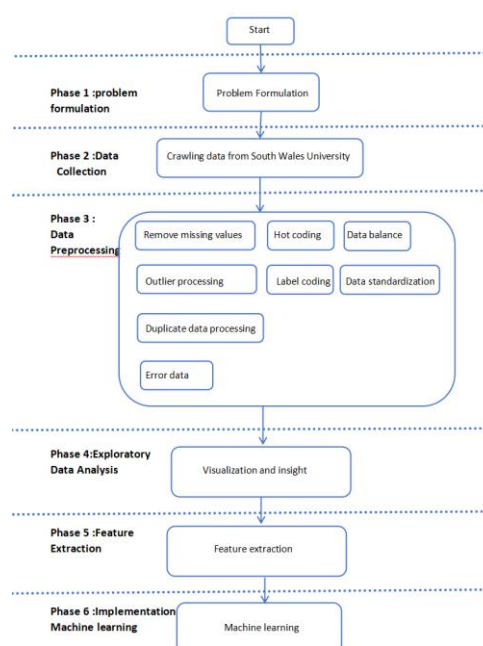 Start
Phase 1 :problem
formulation
Problem Formulation
Phase 2 :Data
Collection
Crawling data from South Wales University
Phase 3 :
Data
Preprocessing
Remove missing values
Hot coding
Data balance
Outlier processing
Label coding
Data standardization
Duplicate data processing
Error data
Phase 4:Exploratory
Data Analysis
Visualization and insight
Phase 5 :Feature
Extraction
Feature extraction
Phase 6 :Implementation
Machine learning
Machine learning